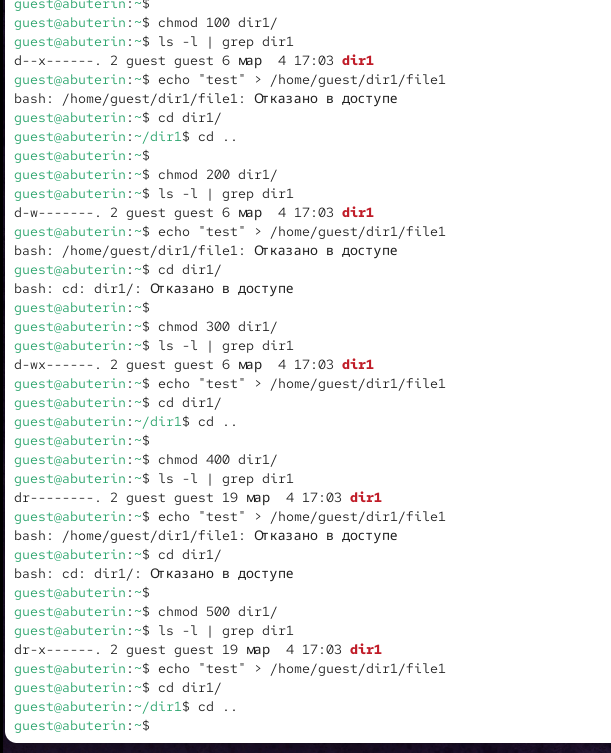 guest@abuterin:~$
guest@abuterin:~$ chmod 100 dir1/
guest@abuterin:~$ ls -l | grep dir1
d--x------. 2 guest guest 6 мар  4 17:03 dir1
guest@abuterin:~$ echo "test" > /home/guest/dir1/file1
bash: /home/guest/dir1/file1: Отказано в доступе
guest@abuterin:~$ cd dir1/
guest@abuterin:~/dir1$ cd ..
guest@abuterin:~$
guest@abuterin:~$ chmod 200 dir1/
guest@abuterin:~$ ls -l | grep dir1
d-w-------. 2 guest guest 6 мар  4 17:03 dir1
guest@abuterin:~$ echo "test" > /home/guest/dir1/file1
bash: /home/guest/dir1/file1: Отказано в доступе
guest@abuterin:~$ cd dir1/
bash: cd: dir1/: Отказано в доступе
guest@abuterin:~$
guest@abuterin:~$ chmod 300 dir1/
guest@abuterin:~$ ls -l | grep dir1
d-wx------. 2 guest guest 6 мар  4 17:03 dir1
guest@abuterin:~$ echo "test" > /home/guest/dir1/file1
guest@abuterin:~$ cd dir1/
guest@abuterin:~/dir1$ cd ..
guest@abuterin:~$
guest@abuterin:~$ chmod 400 dir1/
guest@abuterin:~$ ls -l | grep dir1
dr--------. 2 guest guest 19 мар  4 17:03 dir1
guest@abuterin:~$ echo "test" > /home/guest/dir1/file1
bash: /home/guest/dir1/file1: Отказано в доступе
guest@abuterin:~$ cd dir1/
bash: cd: dir1/: Отказано в доступе
guest@abuterin:~$
guest@abuterin:~$ chmod 500 dir1/
guest@abuterin:~$ ls -l | grep dir1
dr-x------. 2 guest guest 19 мар  4 17:03 dir1
guest@abuterin:~$ echo "test" > /home/guest/dir1/file1
guest@abuterin:~$ cd dir1/
guest@abuterin:~/dir1$ cd ..
guest@abuterin:~$